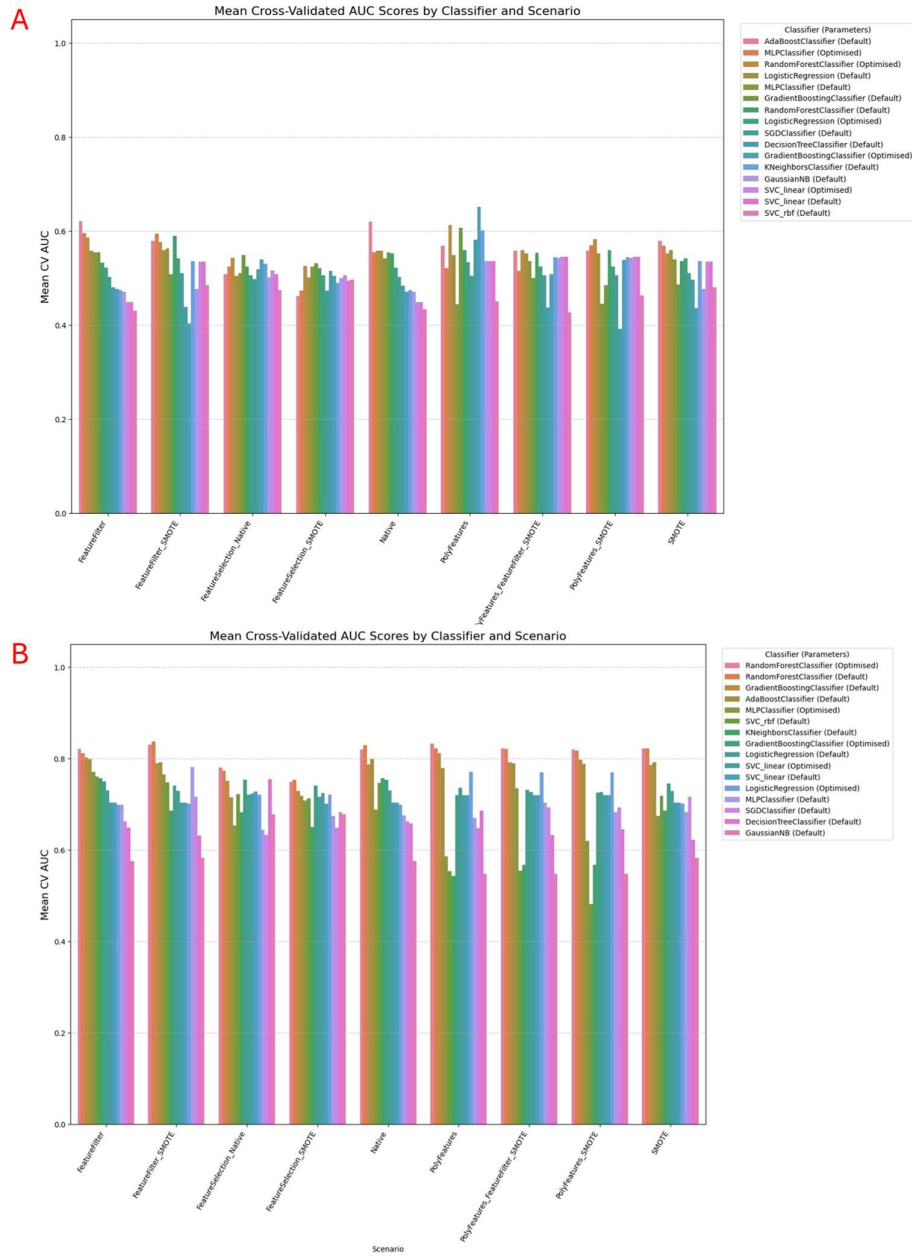 A
Mean Cross-Validated AUC Scores by Classifier and Scenario
Mean CV AUC
1.0
0.8
0.6
0.4
0.2
0.0
FeatureFilter
FeatureFilter_SMOTE
FeatureSelection_Native
FeatureSelection_SMOTE
Native
PolyFeatures
lyFeatures_FeatureFilter_SMOTE
PolyFeatures_SMOTE
SMOTE
Classifier (Parameters)
AdaBoostClassifier (Default)
MLPClassifier (Optimised)
RandomForestClassifier (Optimised)
LogisticRegression (Default)
MLPClassifier (Default)
GradientBoostingClassifier (Default)
RandomForestClassifier (Default)
LogisticRegression (Optimised)
SGDClassifier (Default)
DecisionTreeClassifier (Default)
GradientBoostingClassifier (Optimised)
KNeighborsClassifier (Default)
GaussianNB (Default)
SVC_linear (Optimised)
SVC_linear (Default)
SVC_rbf (Default)
B
Mean Cross-Validated AUC Scores by Classifier and Scenario
Mean CV AUC
1.0
0.8
0.6
0.4
0.2
0.0
FeatureFilter
FeatureFilter_SMOTE
FeatureSelection_Native
FeatureSelection_SMOTE
Native
PolyFeatures
PolyFeatures_FeatureFilter_SMOTE
PolyFeatures_SMOTE
SMOTE
Scenario
Classifier (Parameters)
RandomForestClassifier (Optimised)
RandomForestClassifier (Default)
GradientBoostingClassifier (Default)
AdaBoostClassifier (Default)
MLPClassifier (Optimised)
SVC_rbf (Default)
KNeighborsClassifier (Default)
GradientBoostingClassifier (Optimised)
LogisticRegression (Default)
SVC_linear (Optimised)
SVC_linear (Default)
LogisticRegression (Optimised)
MLPClassifier (Default)
SGDClassifier (Default)
DecisionTreeClassifier (Default)
GaussianNB (Default)